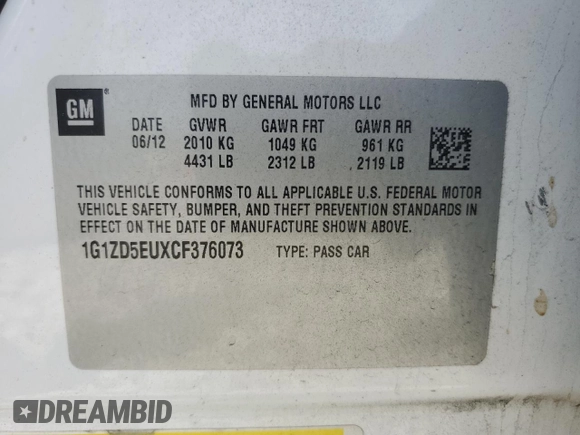 GM ®
MFD BY GENERAL MOTORS LLC
DATE GVWR GAWR FRT GAWR RR
06/12 2010 KG 1049 KG 961 KG
4431 LB 2312 LB 2119 LB
THIS VEHICLE CONFORMS TO ALL APPLICABLE U.S. FEDERAL MOTOR
VEHICLE SAFETY, BUMPER, AND THEFT PREVENTION STANDARDS IN
EFFECT ON THE DATE OF MANUFACTURE SHOWN ABOVE.
1G1ZD5EUXCF376073 TYPE: PASS CAR
DREAMBID